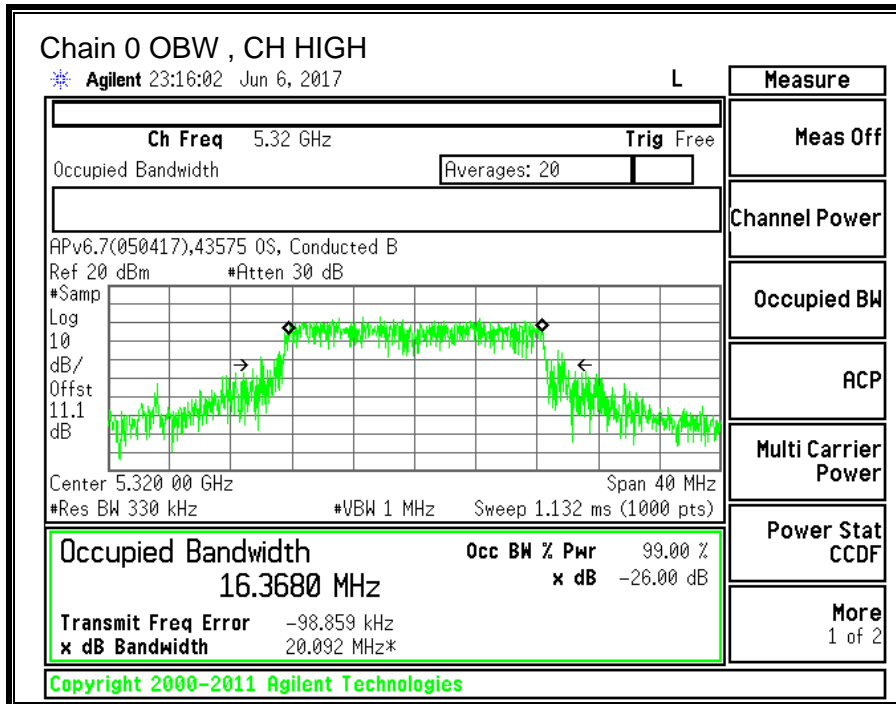 Chain 0 OBW , CH HIGH
Agilent 23:16:02 Jun 6, 2017 L
Measure
Ch Freq 5.32 GHz Trig Free
Occupied Bandwidth Averages: 20
APv6.7(050417),43575 OS, Conducted B
Ref 20 dBm #Atten 30 dB
#Samp
Log
10
dB/
Offst
11.1
dB
Center 5.320 00 GHz Span 40 MHz
#Res BW 330 kHz #VBW 1 MHz Sweep 1.132 ms (1000 pts)
Occupied Bandwidth Occ BW % Pwr 99.00 %
16.3680 MHz x dB -26.00 dB
Transmit Freq Error -98.859 kHz
x dB Bandwidth 20.092 MHz*
Copyright 2000-2011 Agilent Technologies
Meas Off
Channel Power
Occupied BW
ACP
Multi Carrier
Power
Power Stat
CCDF
More
1 of 2